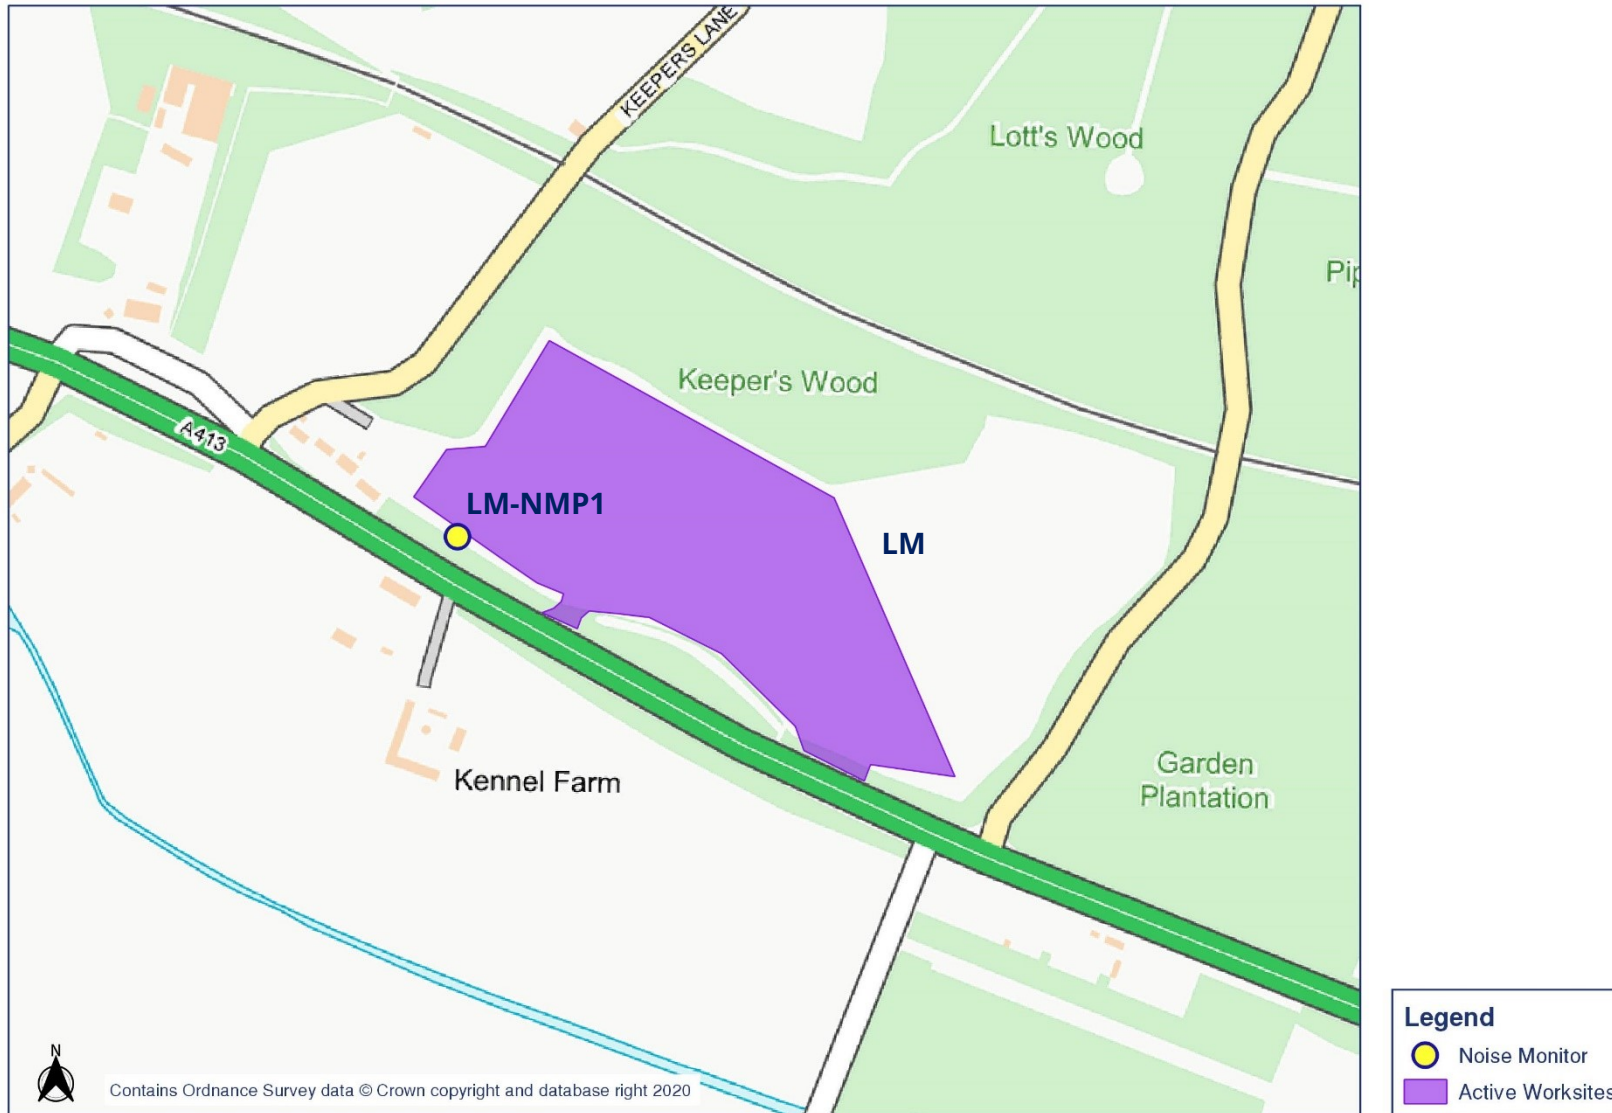 KEEPERS LANE
Lott's Wood
Pip
Keeper's Wood
A413
LM-NMP1
LM
Kennel Farm
Garden
Plantation
N
Contains Ordnance Survey data © Crown copyright and database right 2020
Legend
Noise Monitor
Active Worksites